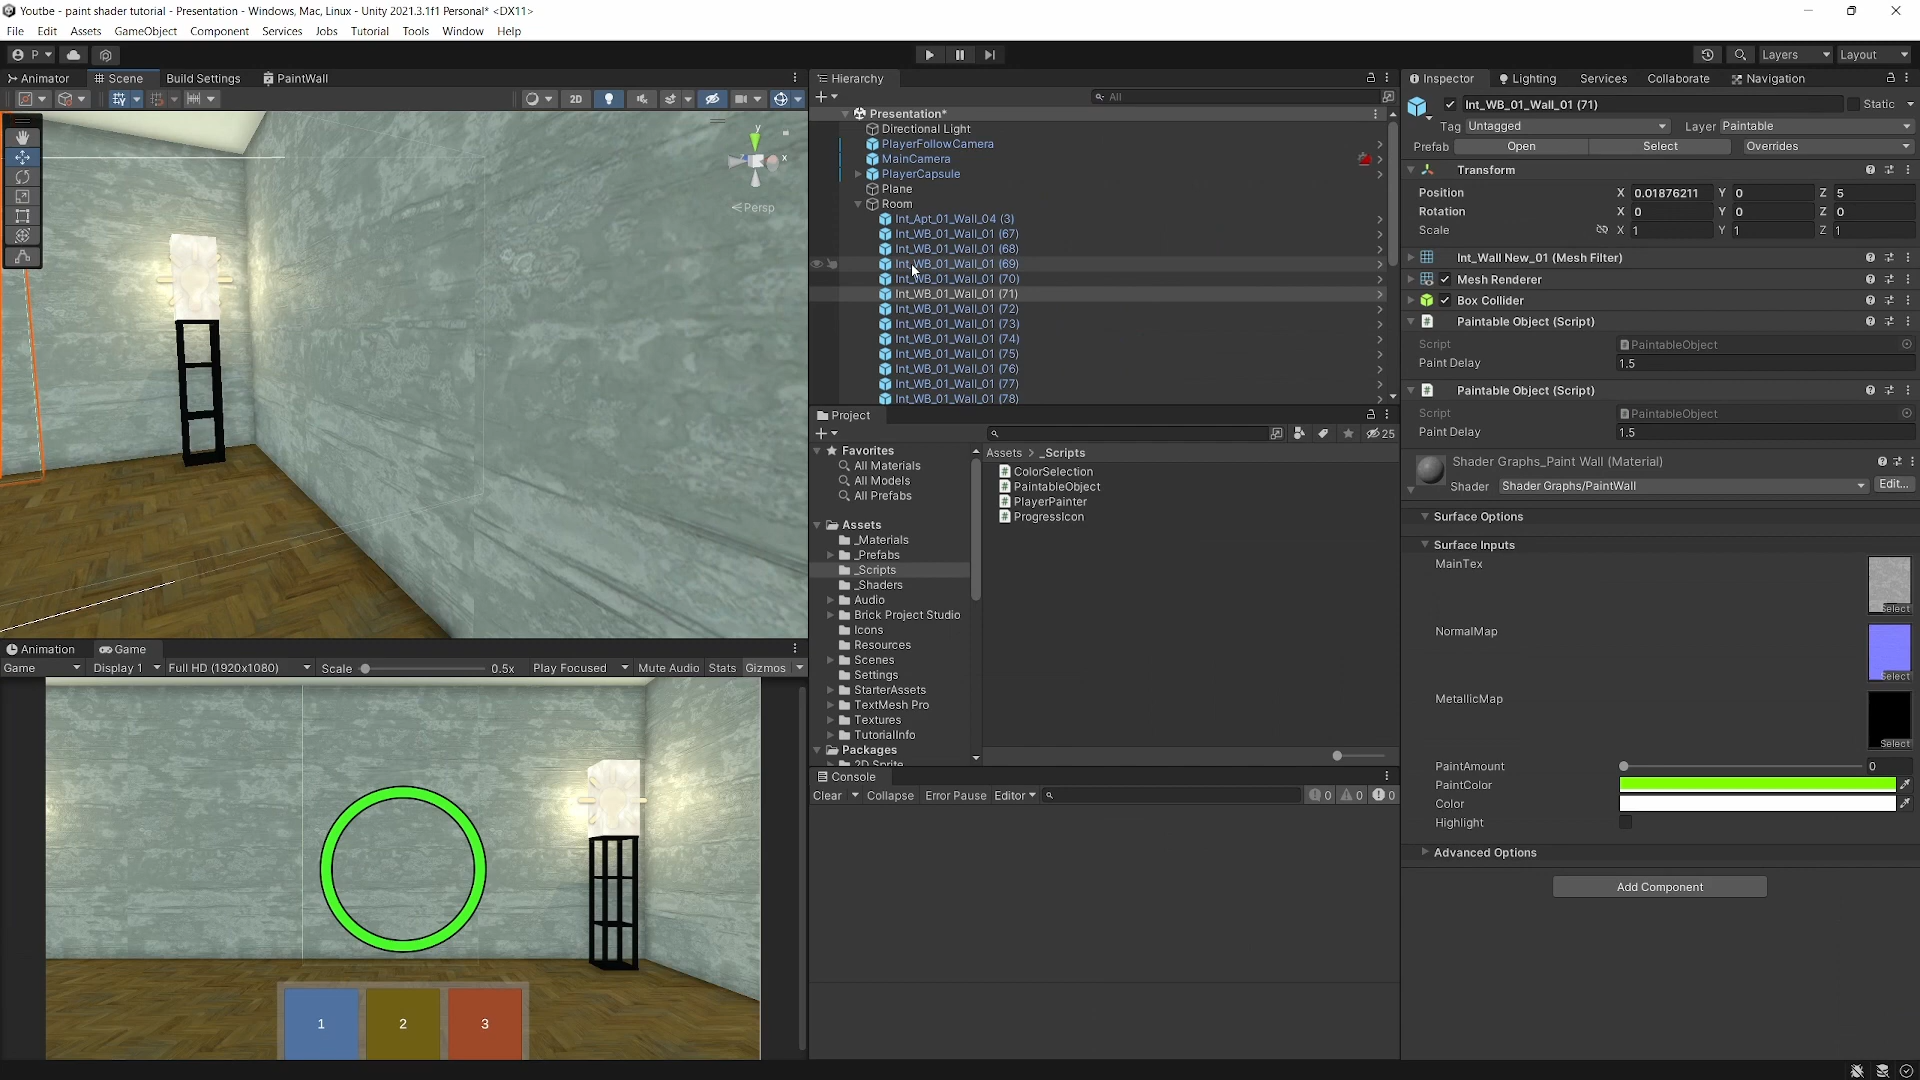 Youtbe - paint shader tutorial - Presentation - Windows, Mac, Linux - Unity 2021.3.1f1 Personal* <DX11>
File Edit Assets GameObject Component Services Jobs Tutorial Tools Window Help
P Layers Layout
Animator Scene Build Settings PaintWall
2D
y
x
Persp
Hierarchy
All
Presentation*
Directional Light
PlayerFollowCamera
MainCamera
PlayerCapsule
Plane
Room
Int_Apt_01_Wall_04 (3)
Int_WB_01_Wall_01 (67)
Int_WB_01_Wall_01 (68)
Int_WB_01_Wall_01 (69)
Int_WB_01_Wall_01 (70)
Int_WB_01_Wall_01 (71)
Int_WB_01_Wall_01 (72)
Int_WB_01_Wall_01 (73)
Int_WB_01_Wall_01 (74)
Int_WB_01_Wall_01 (75)
Int_WB_01_Wall_01 (76)
Int_WB_01_Wall_01 (77)
Int_WB_01_Wall_01 (78)
Project
25
Favorites
All Materials
All Models
All Prefabs
Assets
_Materials
_Prefabs
_Scripts
_Shaders
Audio
Brick Project Studio
Icons
Resources
Scenes
Settings
StarterAssets
TextMesh Pro
Textures
TutorialInfo
Packages
2D Sprite
Assets > _Scripts
ColorSelection
PaintableObject
PlayerPainter
ProgressIcon
Console
Clear Collapse Error Pause Editor 0 0 0
Animation Game
Game Display 1 Full HD (1920x1080) Scale 0.5x Play Focused Mute Audio Stats Gizmos
1 2 3
Inspector Lighting Services Collaborate Navigation
Int_WB_01_Wall_01 (71) Static
Tag Untagged Layer Paintable
Prefab Open Select Overrides
Transform
Position X 0.01876211 Y 0 Z 5
Rotation X 0 Y 0 Z 0
Scale X 1 Y 1 Z 1
Int_Wall New_01 (Mesh Filter)
Mesh Renderer
Box Collider
Paintable Object (Script)
Script PaintableObject
Paint Delay 1.5
Paintable Object (Script)
Script PaintableObject
Paint Delay 1.5
Shader Graphs_Paint Wall (Material)
Shader Shader Graphs/PaintWall Edit...
Surface Options
Surface Inputs
MainTex
Select
NormalMap
Select
MetallicMap
Select
PaintAmount 0
PaintColor
Color
Highlight
Advanced Options
Add Component